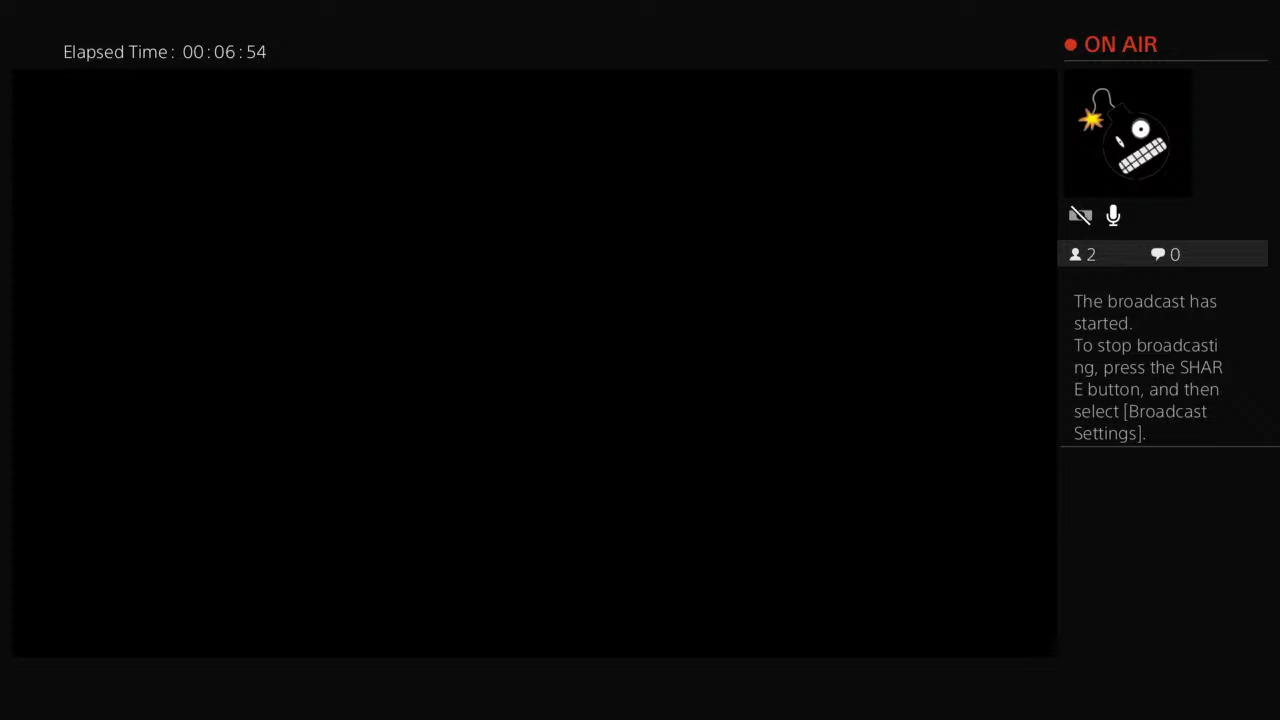 Elapsed Time: 00:06:54
ON AIR
2
0
The broadcast has
started.
To stop broadcasti
ng, press the SHAR
E button, and then
select [Broadcast
Settings].